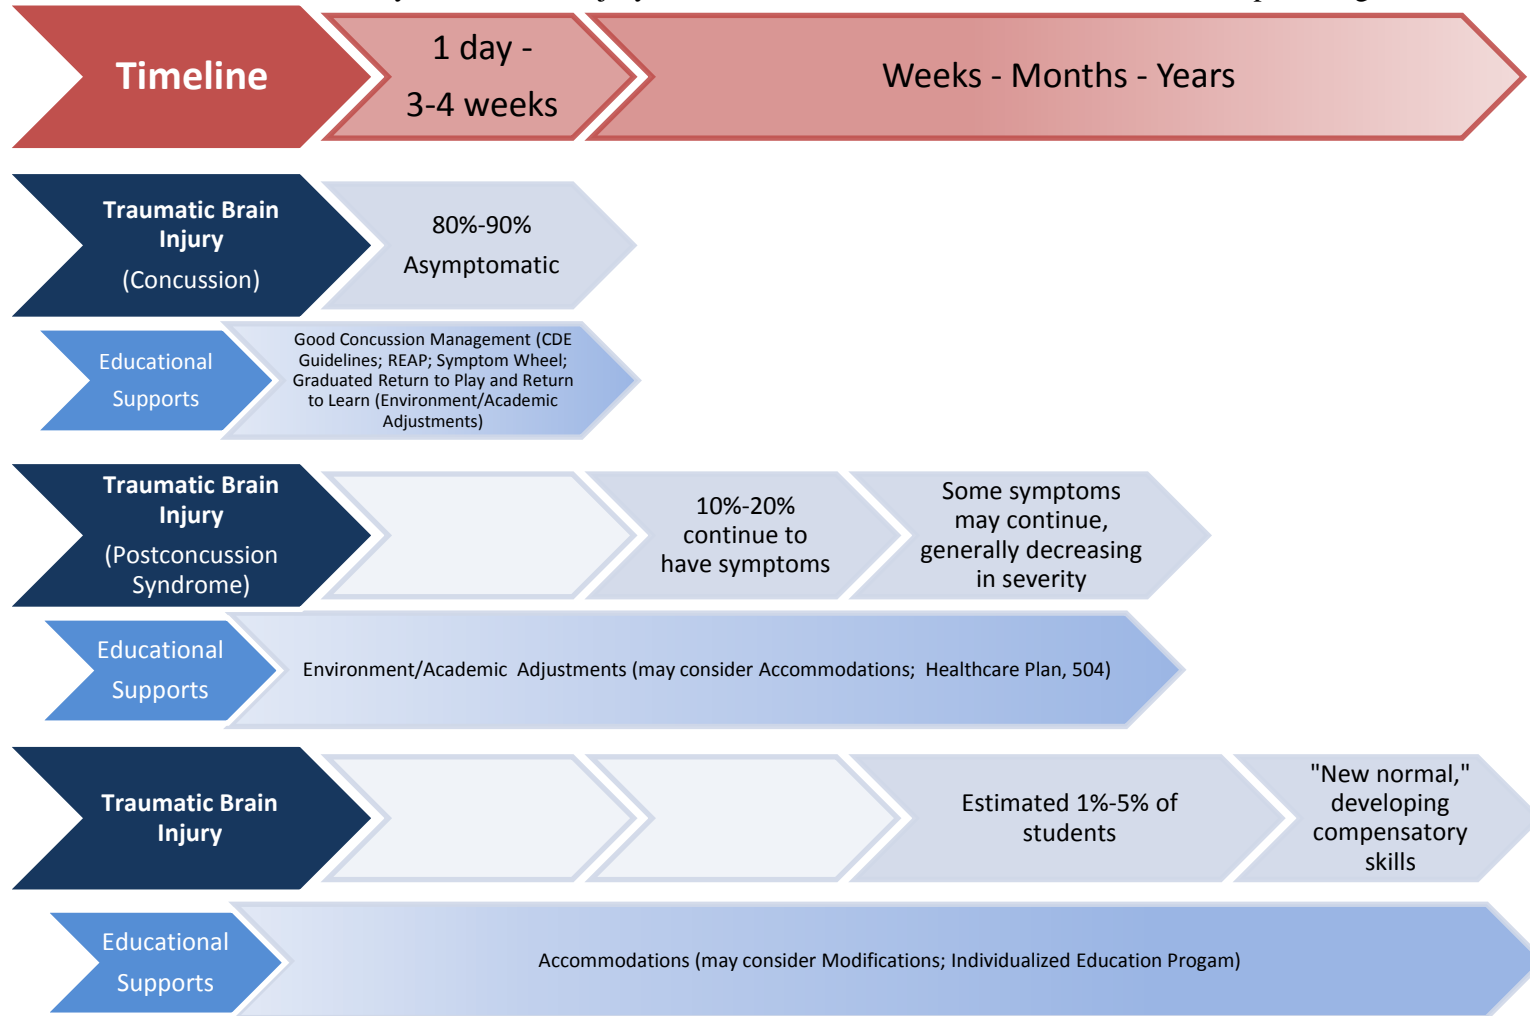 Timeline
1 day -
3-4 weeks
Weeks - Months - Years
Traumatic Brain
Injury
(Concussion)
80%-90%
Asymptomatic
Educational
Supports
Good Concussion Management (CDE
Guidelines; REAP; Symptom Wheel;
Graduated Return to Play and Return
to Learn (Environment/Academic
Adjustments)
Traumatic Brain
Injury
(Postconcussion
Syndrome)
10%-20%
continue to
have symptoms
Some symptoms
may continue,
generally decreasing
in severity
Educational
Supports
Environment/Academic Adjustments (may consider Accommodations; Healthcare Plan, 504)
Traumatic Brain
Injury
Estimated 1%-5% of
students
"New normal,"
developing
compensatory
skills
Educational
Supports
Accommodations (may consider Modifications; Individualized Education Progam)